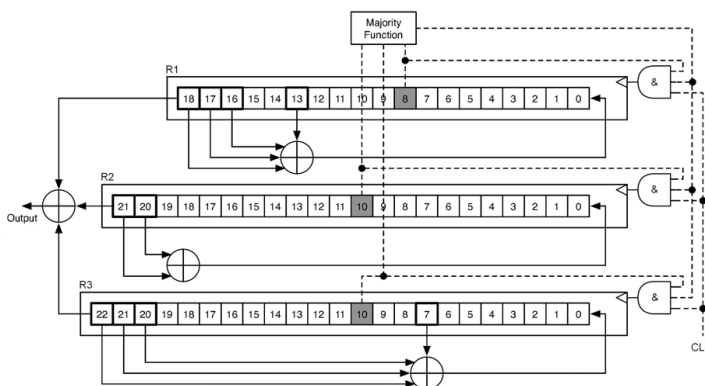 Majority
Function
R1
18 17 16 15 14 13 12 11 10 9 8 7 6 5 4 3 2 1 0
&
R2
21 20 19 18 17 16 15 14 13 12 11 10 9 8 7 6 5 4 3 2 1 0
&
Output
R3
22 21 20 19 18 17 16 15 14 13 12 11 10 9 8 7 6 5 4 3 2 1 0
&
CL